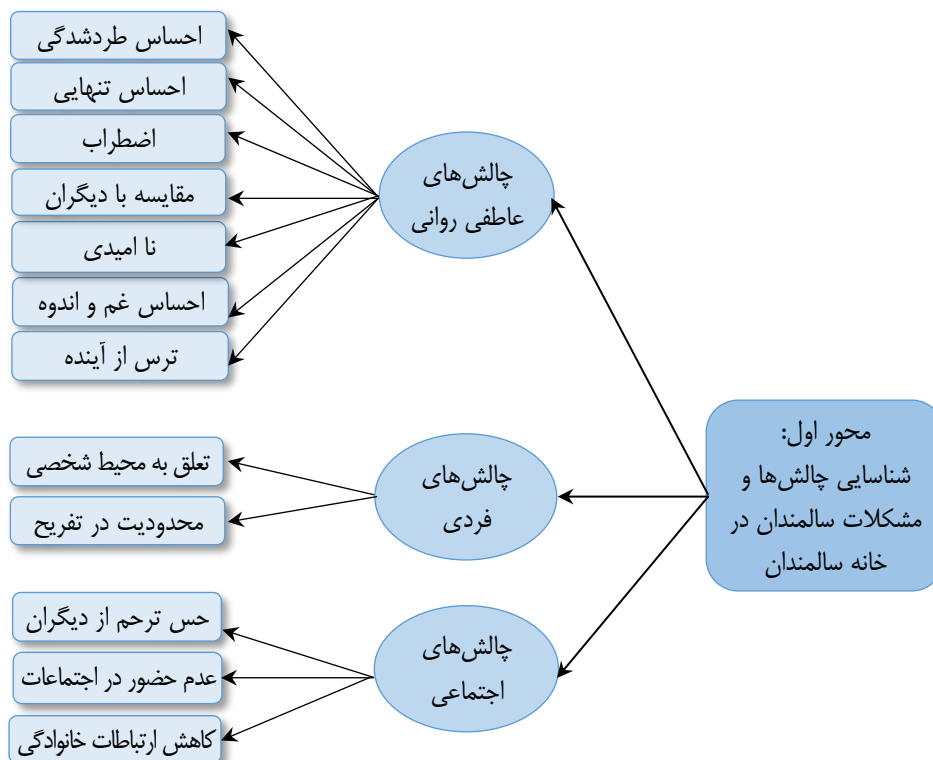 محور اول:
شناسایی چالش‌ها و
مشکلات سالمندان در
خانه سالمندان
چالش‌های
عاطفی روانی
احساس طردشدگی
احساس تنهایی
اضطراب
مقایسه با دیگران
نا امیدی
احساس غم و اندوه
ترس از آینده
چالش‌های
فردی
تعلق به محیط شخصی
محدودیت در تفریح
چالش‌های
اجتماعی
حس ترحم از دیگران
عدم حضور در اجتماعات
کاهش ارتباطات خانوادگی